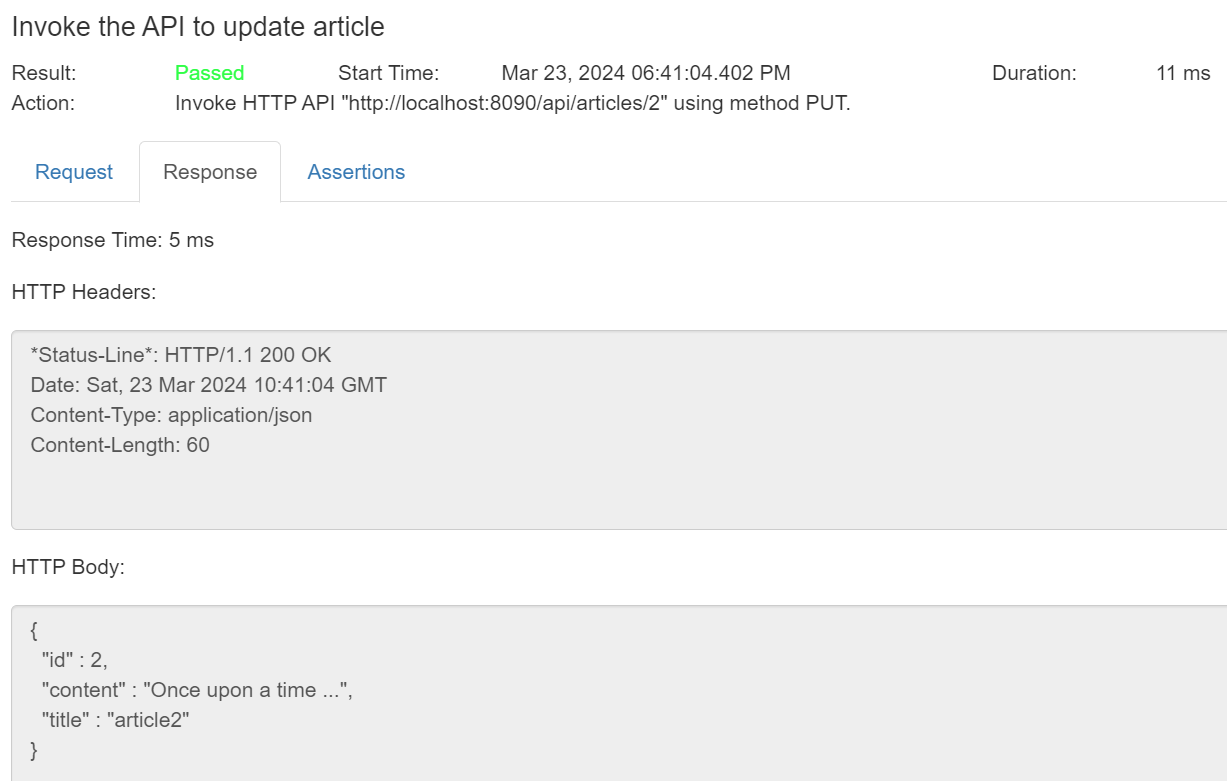 Invoke the API to update article
Result: Passed Start Time: Mar 23, 2024 06:41:04.402 PM Duration: 11 ms
Action: Invoke HTTP API "http://localhost:8090/api/articles/2" using method PUT.
Request Response Assertions
Response Time: 5 ms
HTTP Headers:
*Status-Line*: HTTP/1.1 200 OK
Date: Sat, 23 Mar 2024 10:41:04 GMT
Content-Type: application/json
Content-Length: 60
HTTP Body:
{
  "id" : 2,
  "content" : "Once upon a time ...",
  "title" : "article2"
}